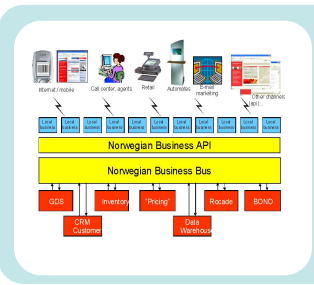 Internet / mobile
Call center, agents
Retail
Automates
E-mail
marketing
Other channels
(api)...
Local
business
Local
business
Local
business
Local
business
Local
business
Local
business
Local
business
Local
business
Local
business
Local
business
Norwegian Business API
Norwegian Business Bus
GDS
Inventory
"Pricing"
Rocade
BONO
CRM
Customer
Data
Warehouse